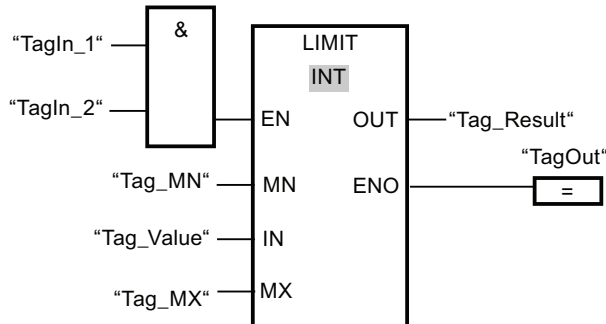 &
“TagIn_1“
“TagIn_2“
LIMIT
INT
EN OUT “Tag_Result“
“TagOut“
“Tag_MN“ MN ENO =
“Tag_Value“ IN
“Tag_MX“ MX